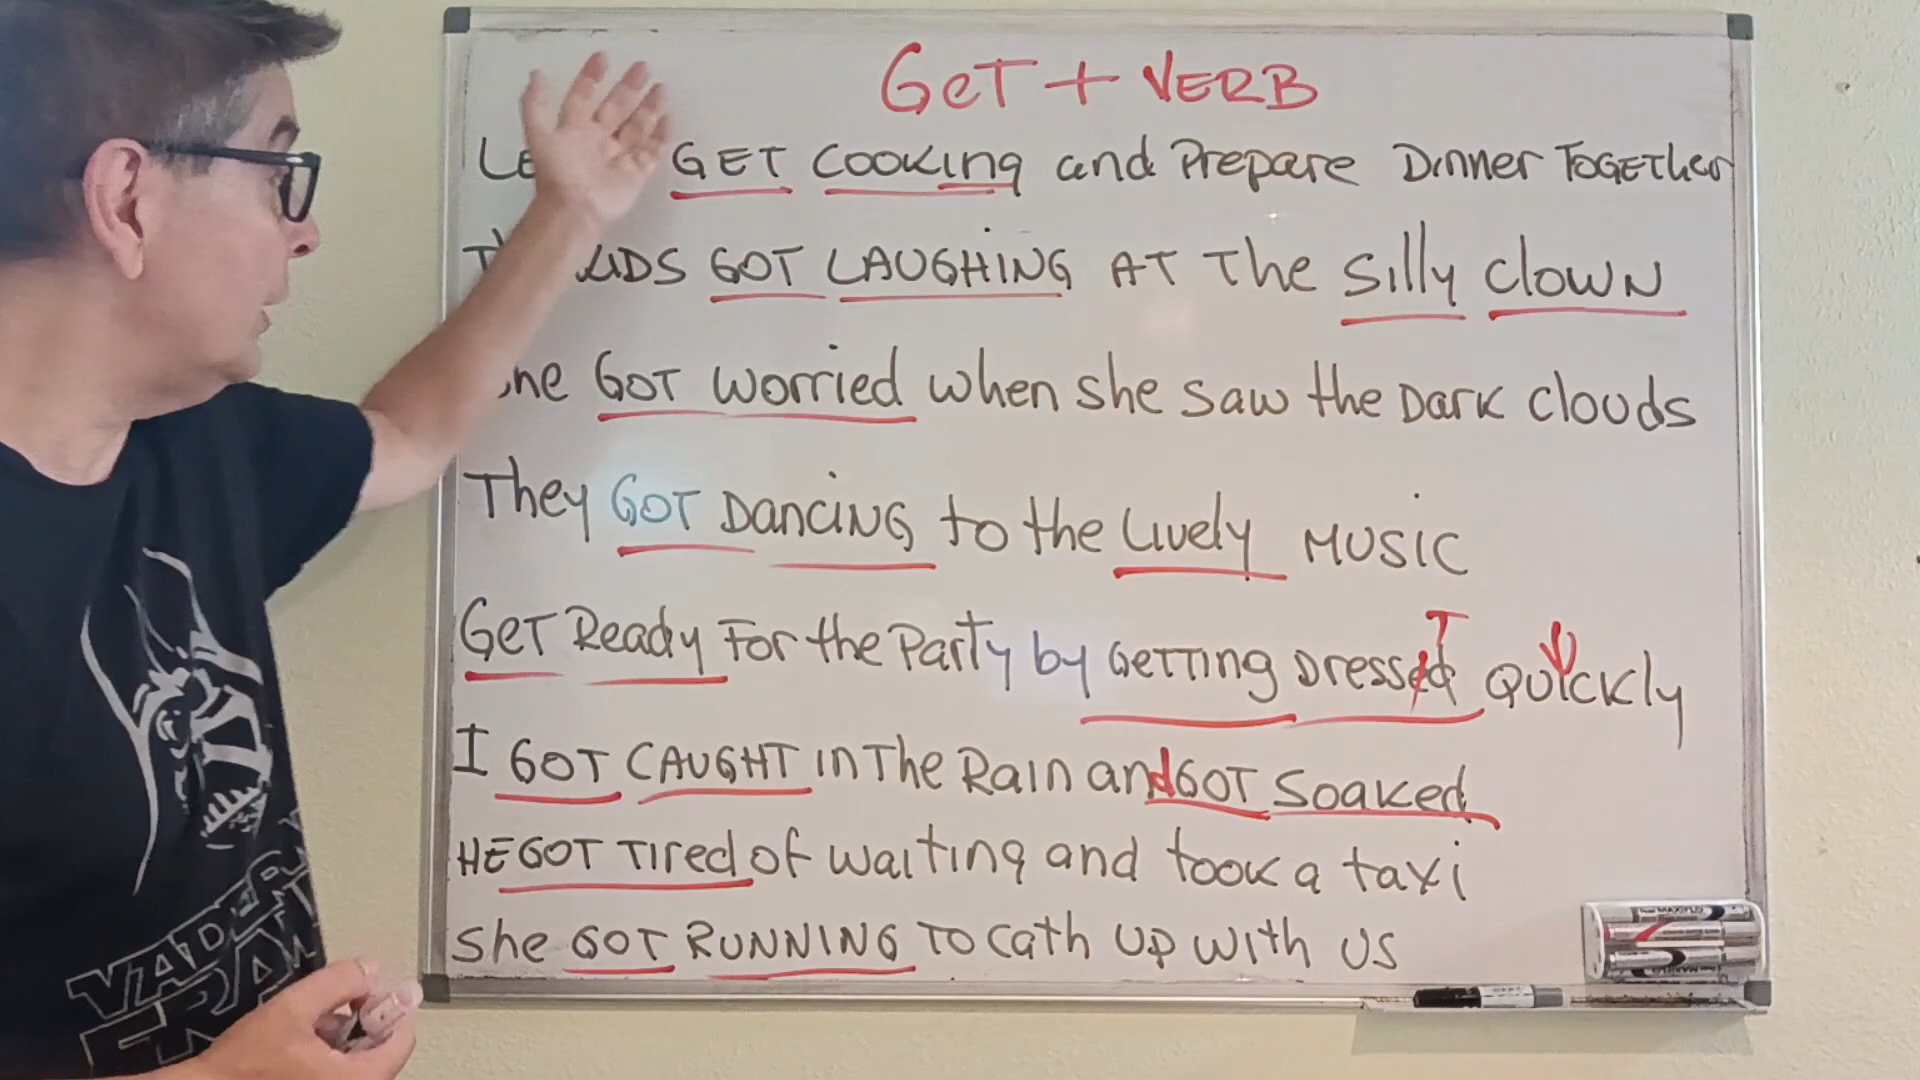 GeT + VERB
GET COOKing and Prepare Dinner TOGETher
GOT LAUGHING AT The Silly ClOWN
GOT worried when she saw the DARK Clouds
They GOT DancING to the Lively MUSIC
GeT Ready For the Party by GeTTing Dressed QUICKly
T
I GOT CAUGHT In The Rain and GOT Soaked
HE GOT Tired of waiting and took a taxi
She GOT RUNNING TO Cath UP with US
VADER